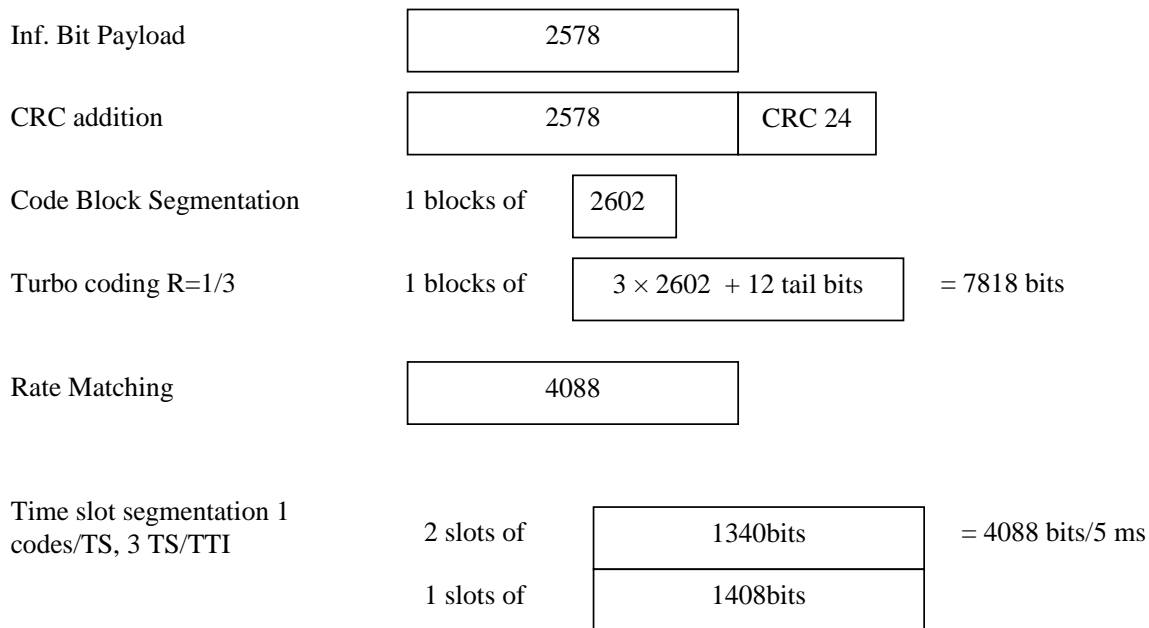 Inf. Bit Payload
2578
CRC addition
2578
CRC 24
Code Block Segmentation
1 blocks of
2602
Turbo coding R=1/3
1 blocks of
3 × 2602 + 12 tail bits
= 7818 bits
Rate Matching
4088
Time slot segmentation 1
codes/TS, 3 TS/TTI
2 slots of
1340bits
= 4088 bits/5 ms
1 slots of
1408bits